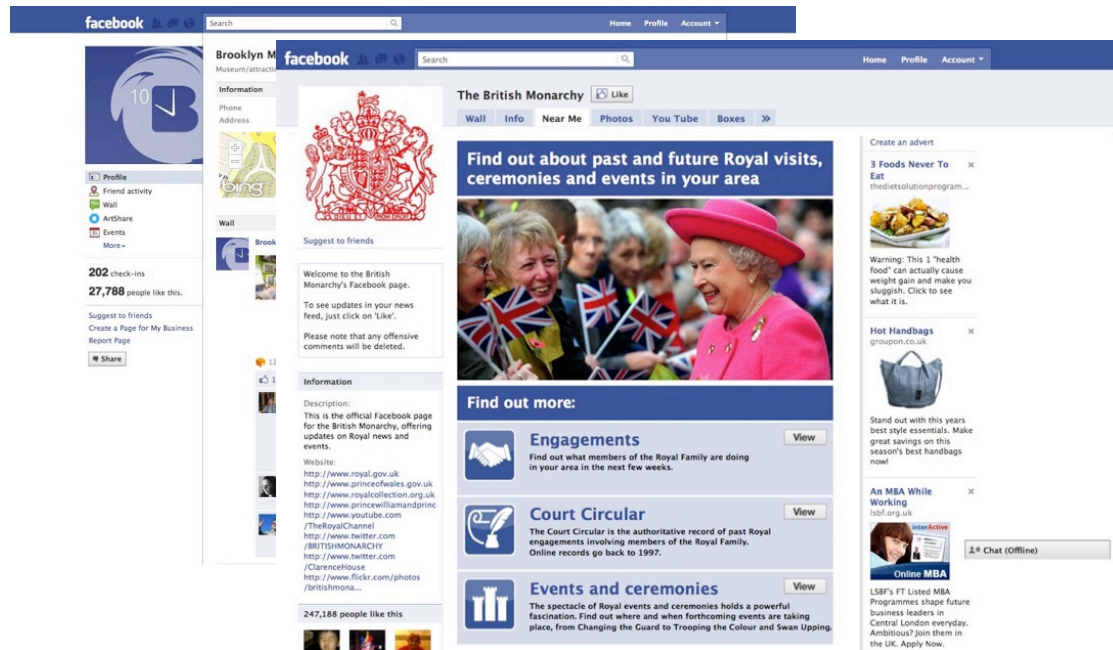 facebook
Search
Home Profile Account
Brooklyn M
Museum/attracti
Information
Phone
Address
bing
Profile
Friend activity
Wall
ArtShare
Events
More
202 check-ins
27,788 people like this.
Suggest to friends
Create a Page for My Business
Report Page
Share
Wall
Brook
facebook
Search
Home Profile Account
The British Monarchy Like
Wall Info Near Me Photos You Tube Boxes »
DIEU ET MON DROIT
Suggest to friends
Welcome to the British
Monarchy's Facebook page.
To see updates in your news
feed, just click on 'Like'.
Please note that any offensive
comments will be deleted.
Information
Description:
This is the official Facebook page
for the British Monarchy, offering
updates on Royal news and
events.
Website:
http://www.royal.gov.uk
http://www.princeofwales.gov.uk
http://www.royalcollection.org.uk
http://www.princewilliamandprinc
http://www.youtube.com
/TheRoyalChannel
http://www.twitter.com
/BRITISHMONARCHY
http://www.twitter.com
/ClarenceHouse
http://www.flickr.com/photos
/britishmona...
247,188 people like this
Find out about past and future Royal visits,
ceremonies and events in your area
Find out more:
Engagements
View
Find out what members of the Royal Family are doing
in your area in the next few weeks.
Court Circular
View
The Court Circular is the authoritative record of past Royal
engagements involving members of the Royal Family.
Online records go back to 1997.
Events and ceremonies
View
The spectacle of Royal events and ceremonies holds a powerful
fascination. Find out where and when forthcoming events are taking
place, from Changing the Guard to Trooping the Colour and Swan Upping.
Create an advert
3 Foods Never To
Eat
thedietsolutionprogram...
Warning: This 1 "health
food" can actually cause
weight gain and make you
sluggish. Click to see
what it is.
Hot Handbags
groupon.co.uk
Stand out with this years
best style essentials. Make
great savings on this
season's best handbags
now!
An MBA While
Working
lsbf.org.uk
InterActive
Online MBA
LSBF's FT Listed MBA
Programmes shape future
business leaders in
Central London everyday.
Ambitious? Join them in
the UK. Apply Now.
Chat (Offline)